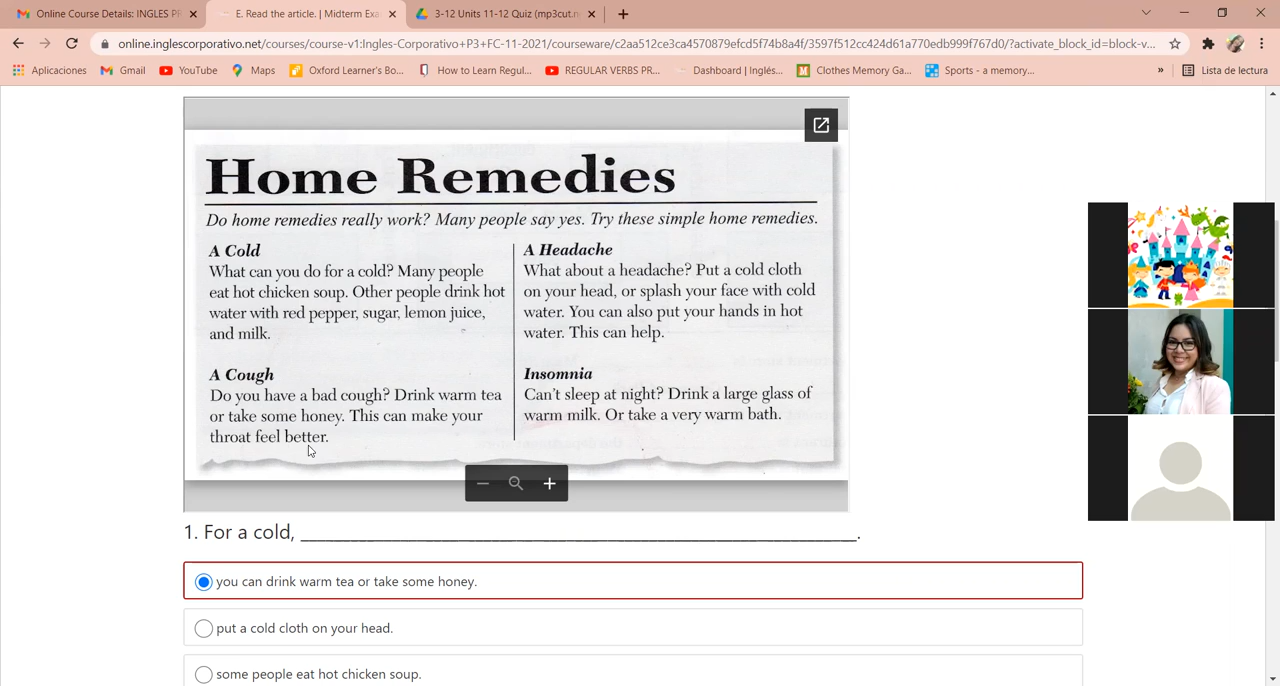 Online Course Details: INGLES PR
E. Read the article. | Midterm Exa
3-12 Units 11-12 Quiz (mp3cut.n
online.inglescorporativo.net/courses/course-v1:Ingles-Corporativo+P3+FC-11-2021/courseware/c2aa512ce3ca4570879efcd5f74b8a4f/3597f512cc424d61a770edb999f767d0/?activate_block_id=block-v...
Aplicaciones
Gmail
YouTube
Maps
Oxford Learner's Bo...
How to Learn Regul...
REGULAR VERBS PR...
Dashboard | Inglés...
Clothes Memory Ga...
Sports - a memory...
»
Lista de lectura
Home Remedies
Do home remedies really work? Many people say yes. Try these simple home remedies.
A Cold
What can you do for a cold? Many people
eat hot chicken soup. Other people drink hot
water with red pepper, sugar, lemon juice,
and milk.
A Cough
Do you have a bad cough? Drink warm tea
or take some honey. This can make your
throat feel better.
A Headache
What about a headache? Put a cold cloth
on your head, or splash your face with cold
water. You can also put your hands in hot
water. This can help.
Insomnia
Can't sleep at night? Drink a large glass of
warm milk. Or take a very warm bath.
1. For a cold, ______________________________.
you can drink warm tea or take some honey.
put a cold cloth on your head.
some people eat hot chicken soup.